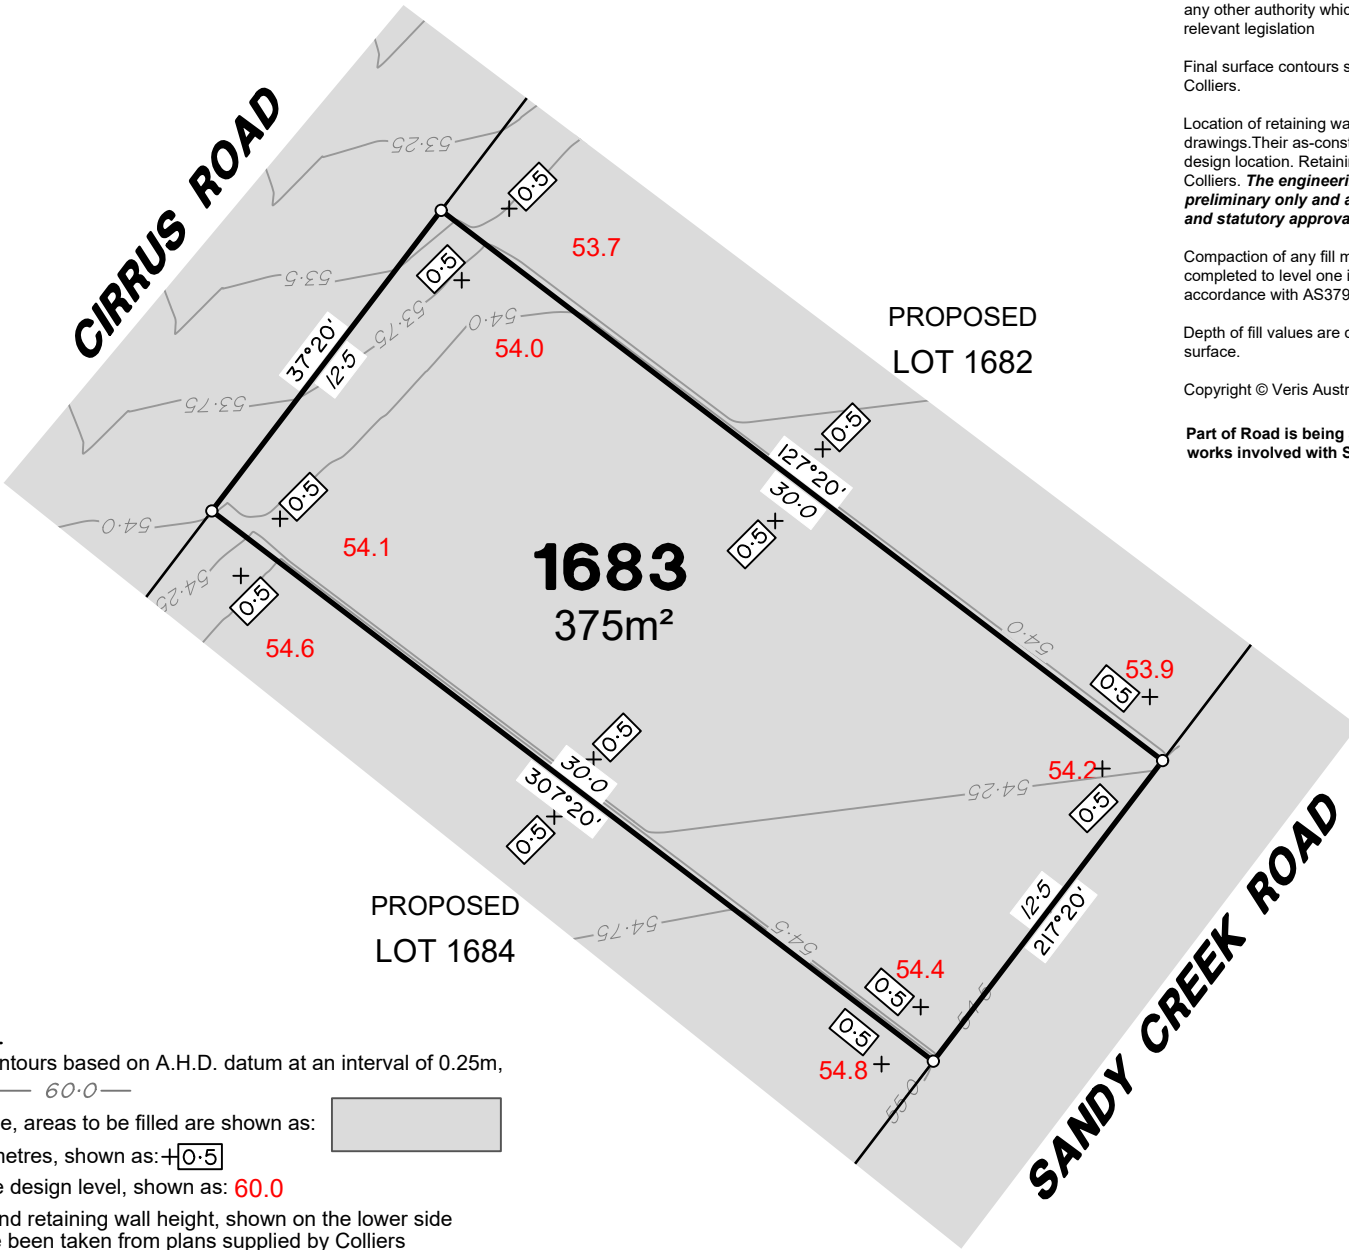 any other authority whic
relevant legislation
Final surface contours s
Colliers.
Location of retaining wa
drawings.Their as-const
design location. Retaini
Colliers. The engineeri
preliminary only and a
and statutory approva
Compaction of any fill m
completed to level one i
accordance with AS379
Depth of fill values are d
surface.
Copyright © Veris Austr
Part of Road is being
works involved with S
CIRRUS ROAD
53·25
0·5
53.7
0·5
53·5
53·75
54·0
54.0
PROPOSED
LOT 1682
37°20'
12·5
53·75
0·5
127°20'
30·0
0·5
0·5
54·0
54.1
1683
375m²
54·25
0·5
54.6
54·0
53.9
0·5
54.2
0·5
54·25
0·5
30·0
307°20'
0·5
12·5
217°20'
PROPOSED
LOT 1684
54·75
54·5
54.4
0·5
54·5
0·5
54.8
55·0
SANDY CREEK ROAD
ntours based on A.H.D. datum at an interval of 0.25m,
60·0
e, areas to be filled are shown as:
netres, shown as: 0·5
e design level, shown as: 60.0
nd retaining wall height, shown on the lower side
e been taken from plans supplied by Colliers